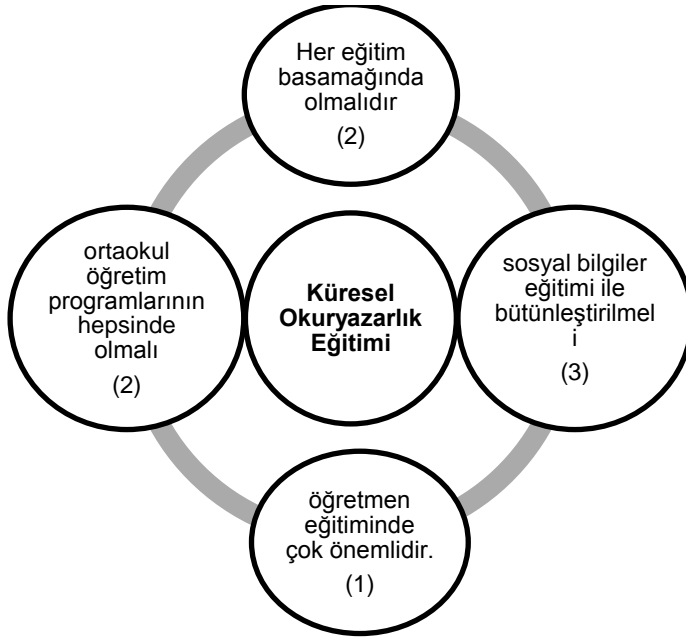 Her eğitim
basamağında
olmalıdır
(2)
ortaokul
öğretim
programlarının
hepsinde
olmalı
(2)
Küresel
Okuryazarlık
Eğitimi
sosyal bilgiler
eğitimi ile
bütünleştirilmel
i
(3)
öğretmen
eğitiminde
çok önemlidir.
(1)